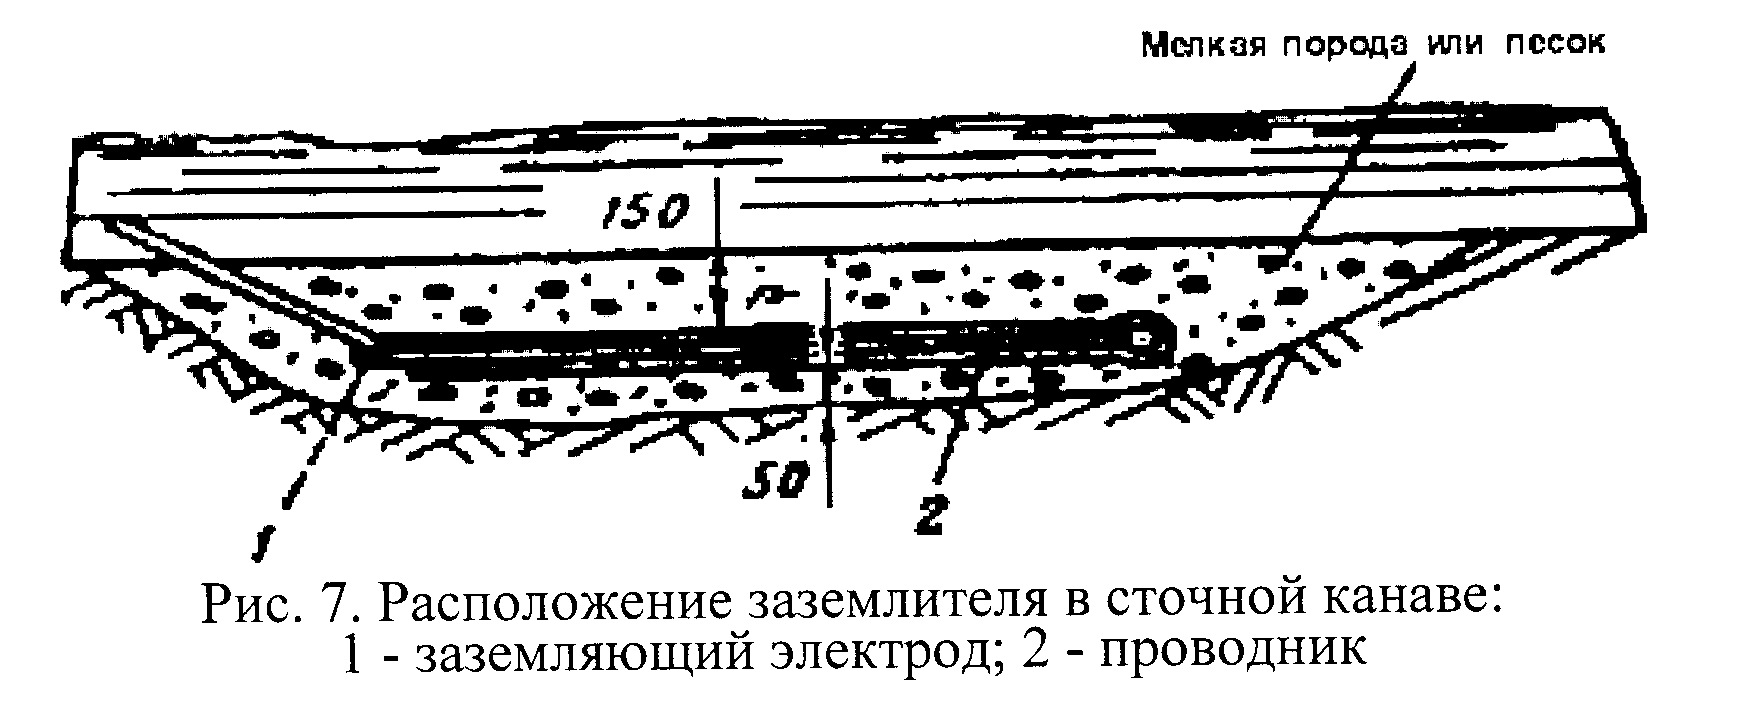 Мелкая порода или песок
150
50
2
1
Рис. 7. Расположение заземлителя в сточной канаве:
1 - заземляющий электрод; 2 - проводник